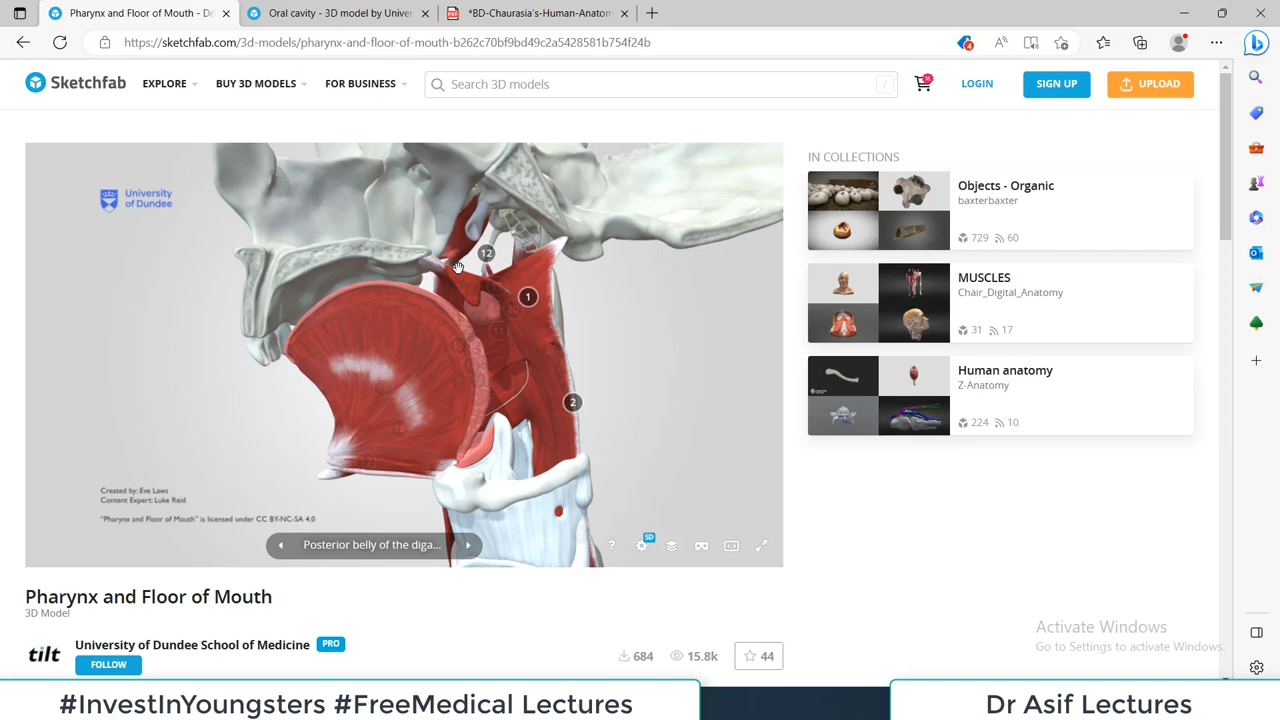 Pharynx and Floor of Mouth - Do
Oral cavity - 3D model by Univer
*BD-Chaurasia's-Human-Anatom
https://sketchfab.com/3d-models/pharynx-and-floor-of-mouth-b262c70bf9bd49c2a5428581b754f24b
4
Sketchfab
EXPLORE
BUY 3D MODELS
FOR BUSINESS
Search 3D models
/
LOGIN
SIGN UP
UPLOAD
University
of Dundee
12
1
20
11
2
Created by: Eve Laws
Content Expert: Luke Reid
"Pharynx and Floor of Mouth" is licensed under CC BY-NC-SA 4.0
Posterior belly of the diga...
?
SD
IN COLLECTIONS
Objects - Organic
baxterbaxter
729
60
MUSCLES
Chair_Digital_Anatomy
31
17
Human anatomy
Z-Anatomy
224
10
Pharynx and Floor of Mouth
3D Model
tilt
University of Dundee School of Medicine
PRO
FOLLOW
684
15.8k
44
Activate Windows
Go to Settings to activate Windows.
#InvestInYoungsters #FreeMedical Lectures
Dr Asif Lectures